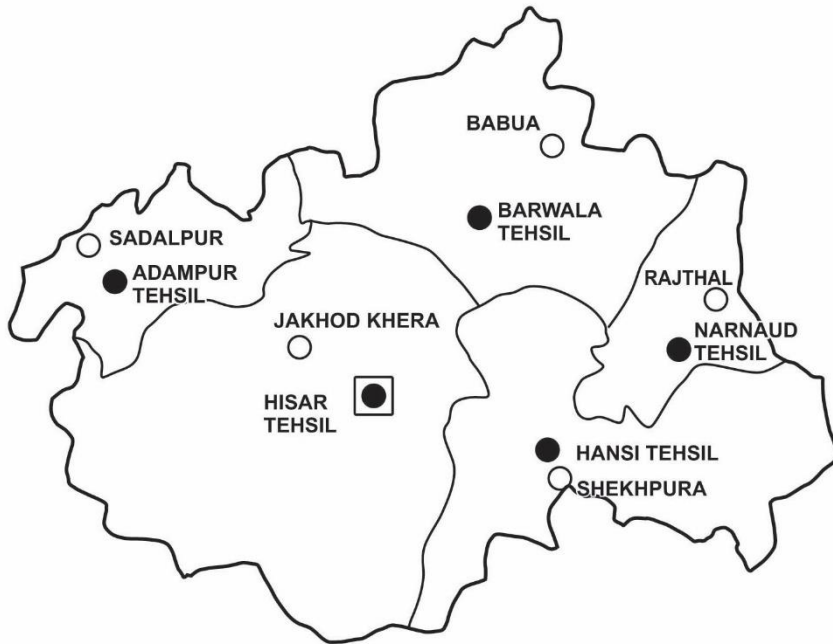 BABUA
BARWALA
TEHSIL
SADALPUR
ADAMPUR
TEHSIL
RAJTHAL
NARNAUD
TEHSIL
JAKHOD KHERA
HISAR
TEHSIL
HANSI TEHSIL
SHEKHPURA